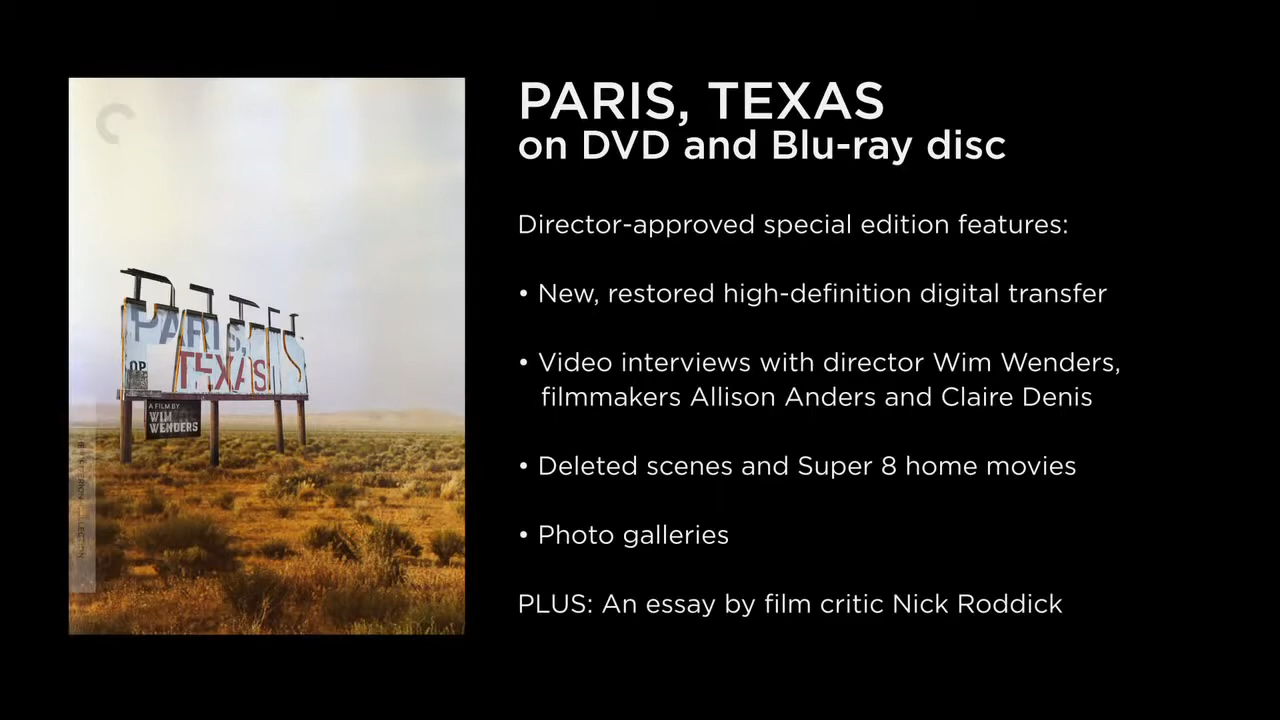 PARIS, TEXAS
on DVD and Blu-ray disc
Director-approved special edition features:
• New, restored high-definition digital transfer
• Video interviews with director Wim Wenders,
filmmakers Allison Anders and Claire Denis
• Deleted scenes and Super 8 home movies
• Photo galleries
PLUS: An essay by film critic Nick Roddick
PARIS,
TEXAS
A FILM BY
WIM
WENDERS